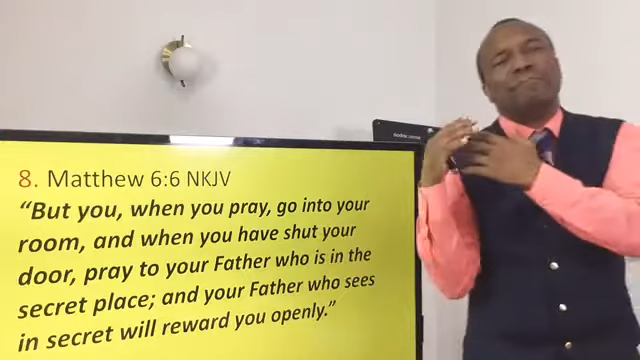 8. Matthew 6:6 NKJV
“But you, when you pray, go into your
room, and when you have shut your
door, pray to your Father who is in the
secret place; and your Father who sees
in secret will reward you openly.”